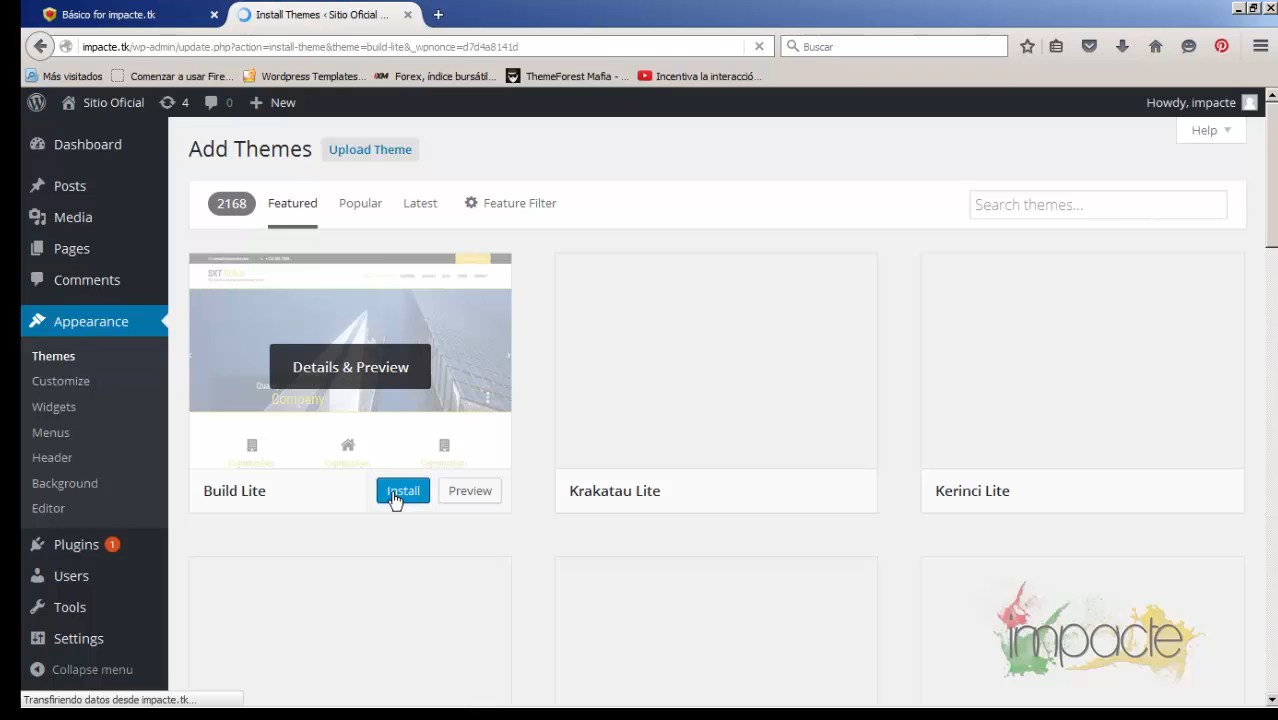 Básico for impacte.tk
Install Themes ‹ Sitio Oficial ...
impacte.tk/wp-admin/update.php?action=install-theme&theme=build-lite&_wpnonce=d7d4a8141d
Buscar
Más visitados
Comenzar a usar Fire...
Wordpress Templates...
Forex, índice bursátil...
ThemeForest Mafia - ...
Incentiva la interacció...
Sitio Oficial
4
0
New
Howdy, impacte
Help
Dashboard
Posts
Media
Pages
Comments
Appearance
Themes
Customize
Widgets
Menus
Header
Background
Editor
Plugins 1
Users
Tools
Settings
Collapse menu
Add Themes
Upload Theme
2168
Featured
Popular
Latest
Feature Filter
Search themes...
SKT BUILD
Details & Preview
Company
Build Lite
Install
Preview
Krakatau Lite
Kerinci Lite
impacte
Transfiriendo datos desde impacte.tk...